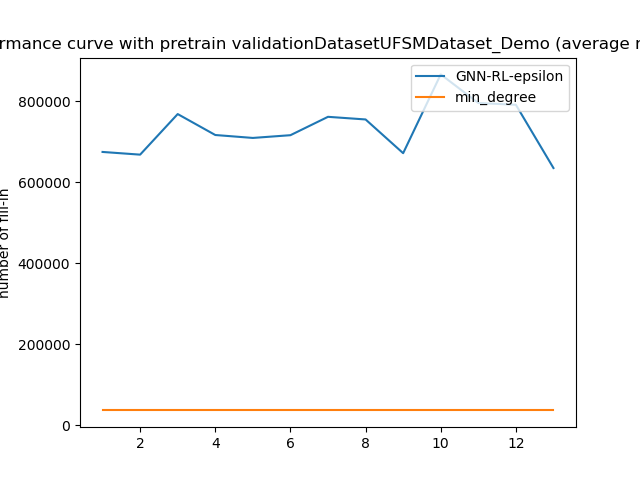 rmance curve with pretrain validationDatasetUFSMDataset_Demo (average r
GNN-RL-epsilon
min_degree
number of fill-in
800000
600000
400000
200000
0
2 4 6 8 10 12